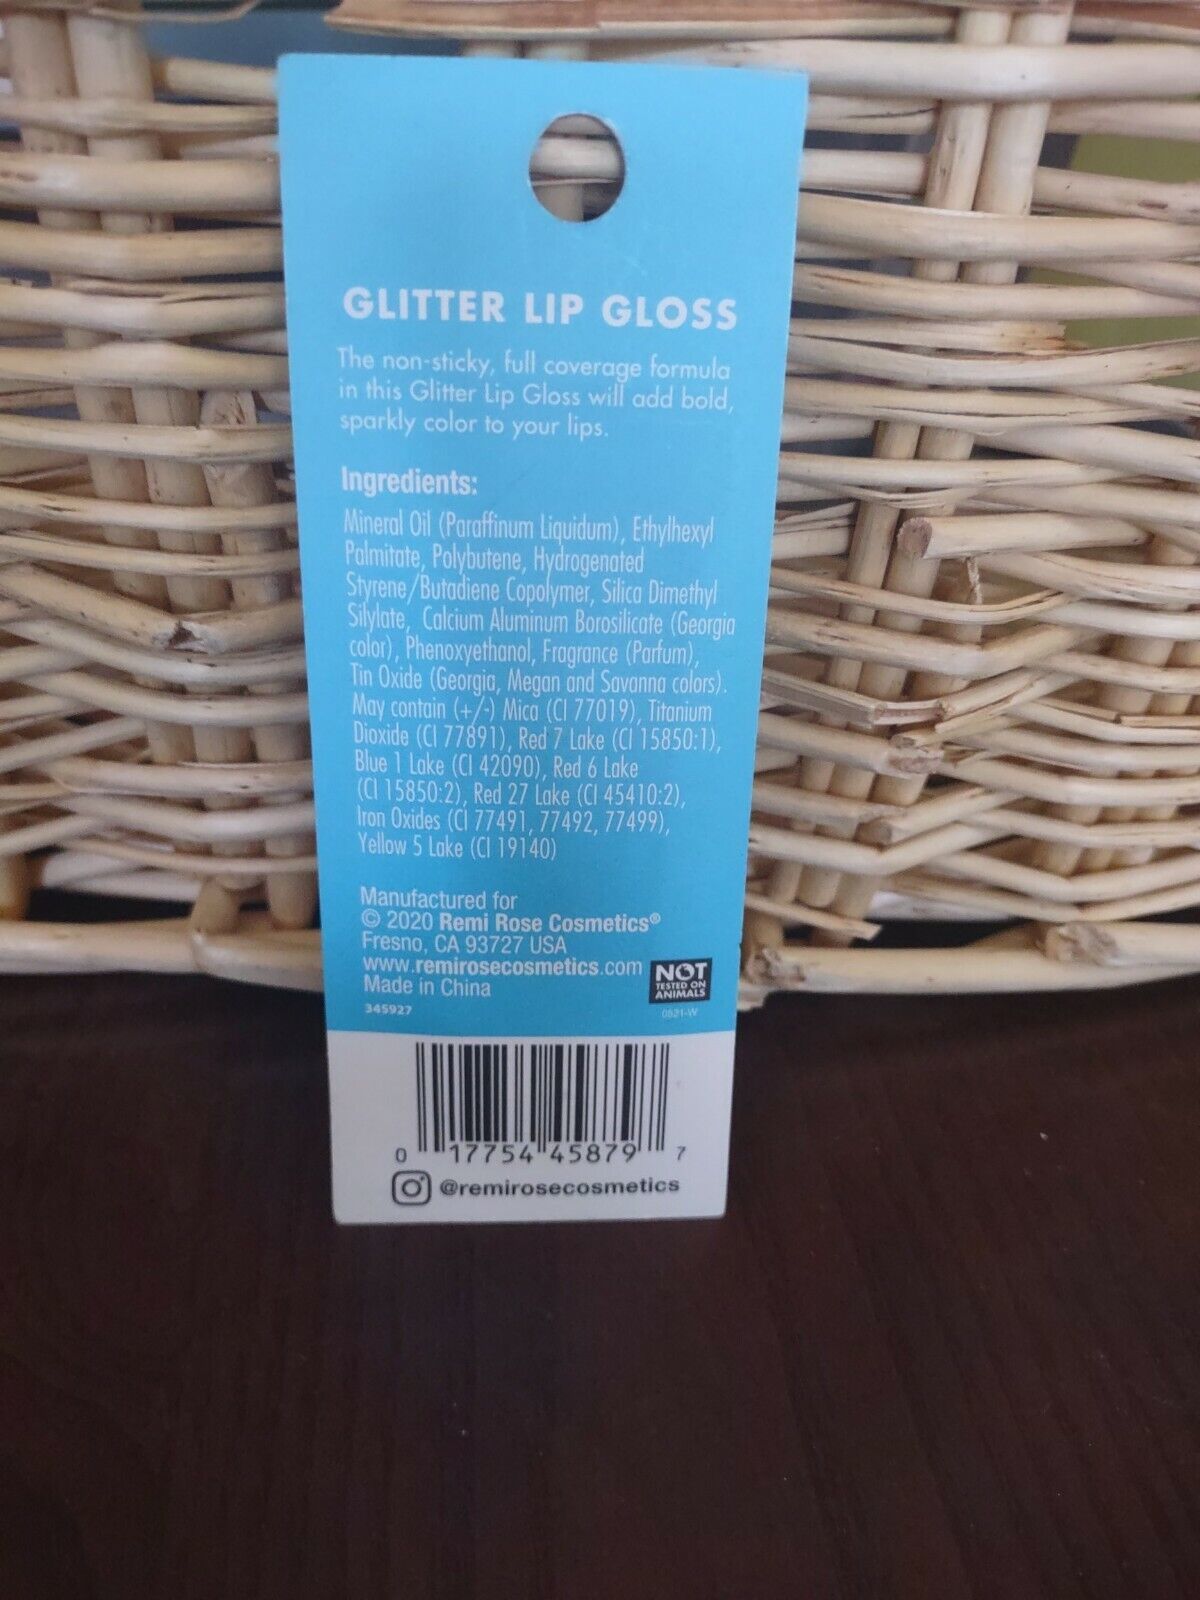 GLITTER LIP GLOSS
The non-sticky, full coverage formula
in this Glitter Lip Gloss will add bold,
sparkly color to your lips.
Ingredients:
Mineral Oil (Paraffinum Liquidum), Ethylhexyl
Palmitate, Polybutene, Hydrogenated
Styrene/Butadiene Copolymer, Silica Dimethyl
Silylate, Calcium Aluminum Borosilicate (Georgia
color), Phenoxyethanol, Fragrance (Parfum),
Tin Oxide (Georgia, Megan and Savanna colors).
May contain (+/-) Mica (CI 77019), Titanium
Dioxide (CI 77891), Red 7 Lake (CI 15850:1),
Blue 1 Lake (CI 42090), Red 6 Lake
(CI 15850:2), Red 27 Lake (CI 45410:2),
Iron Oxides (CI 77491, 77492, 77499),
Yellow 5 Lake (CI 19140)
Manufactured for
© 2020 Remi Rose Cosmetics®
Fresno, CA 93727 USA
www.remirosecosmetics.com
Made in China
345927
NOT
TESTED ON
ANIMALS
0821-W
0 17754 45879 7
@remirosecosmetics